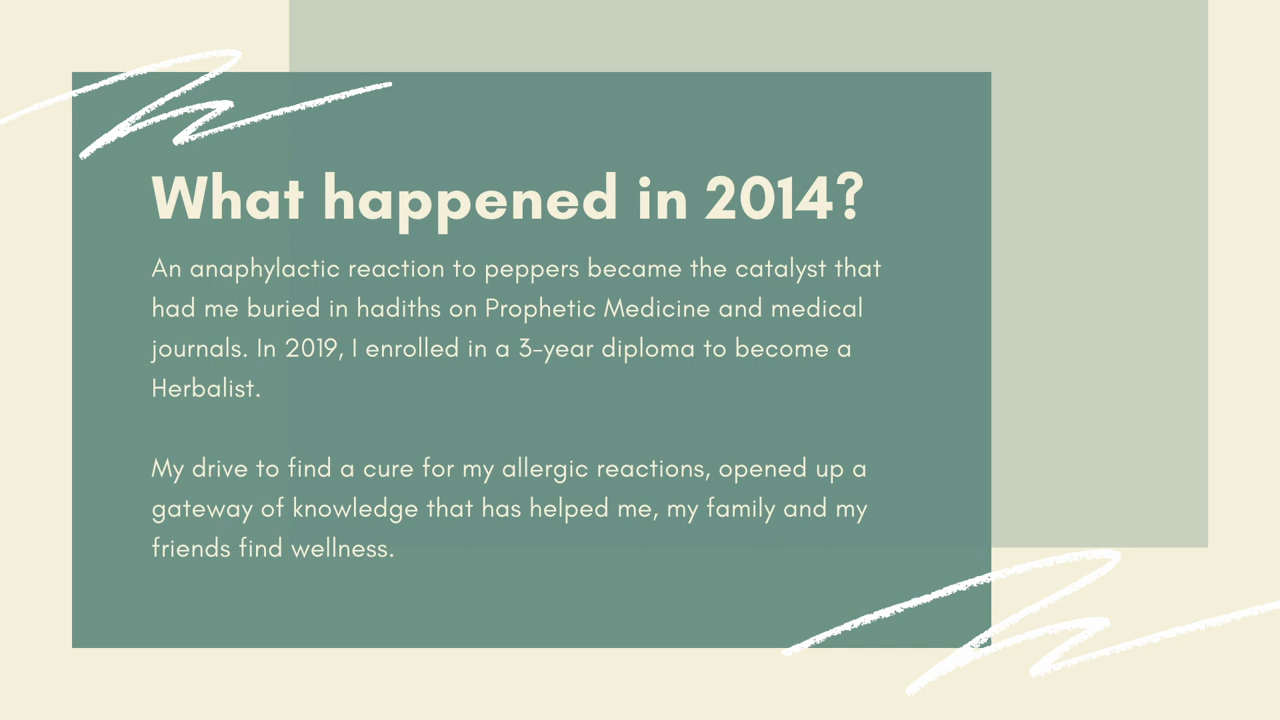 What happened in 2014?
An anaphylactic reaction to peppers became the catalyst that
had me buried in hadiths on Prophetic Medicine and medical
journals. In 2019, I enrolled in a 3-year diploma to become a
Herbalist.
My drive to find a cure for my allergic reactions, opened up a
gateway of knowledge that has helped me, my family and my
friends find wellness.